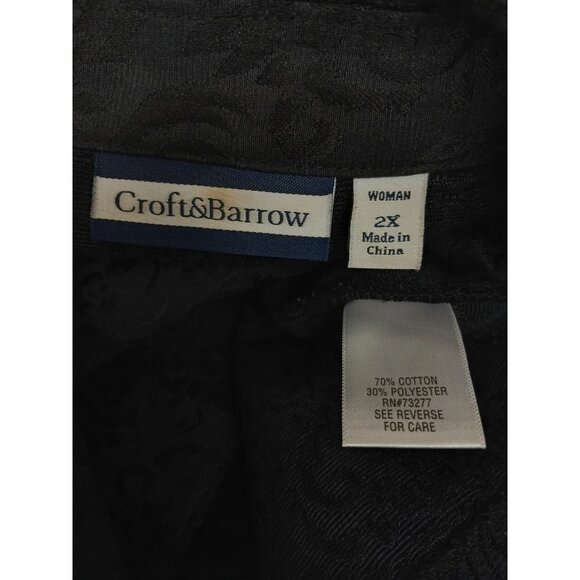 Croft&Barrow
WOMAN
2X
Made in
China
70% COTTON
30% POLYESTER
RN#73277
SEE REVERSE
FOR CARE